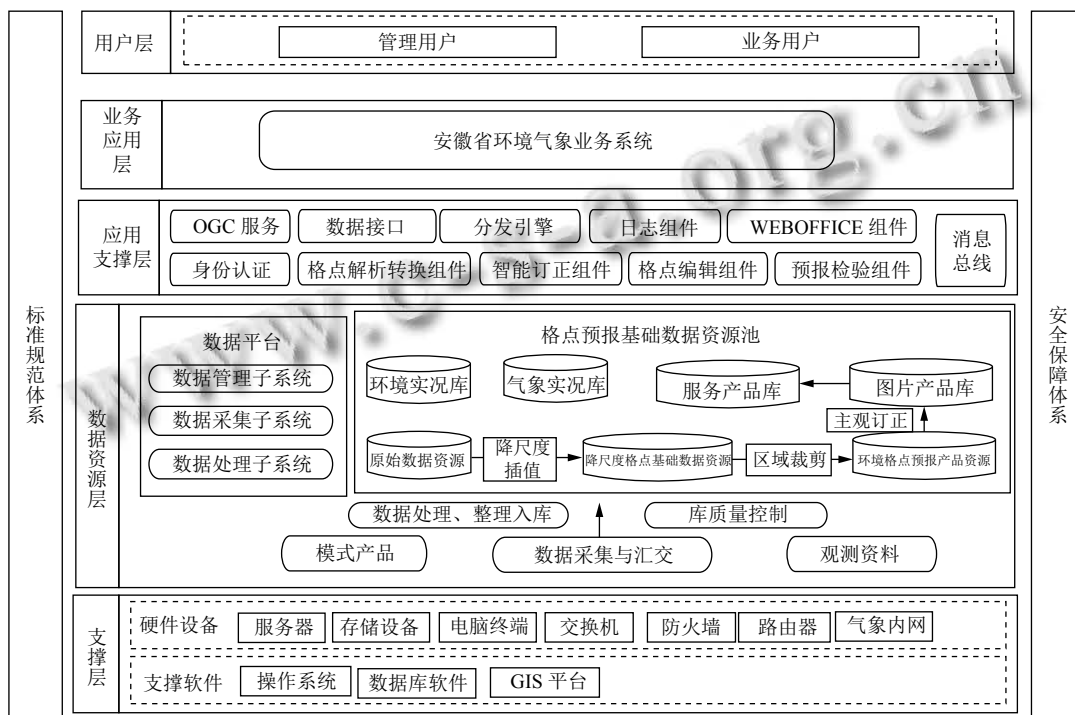 用户层
管理用户
业务用户
业务
应用
层
安徽省环境气象业务系统
应用
支撑层
OGC 服务
数据接口
分发引擎
日志组件
WEBOFFICE 组件
身份认证
格点解析转换组件
智能订正组件
格点编辑组件
预报检验组件
消息
总线
标准规范体系
安全保障体系
数据资源层
数据平台
数据管理子系统
数据采集子系统
数据处理子系统
格点预报基础数据资源池
环境实况库
气象实况库
服务产品库
图片产品库
主观订正
原始数据资源
降尺度
插值
降尺度格点基础数据资源
区域裁剪
环境格点预报产品资源
数据处理、整理入库
库质量控制
模式产品
数据采集与汇交
观测资料
支撑层
硬件设备
服务器
存储设备
电脑终端
交换机
防火墙
路由器
气象内网
支撑软件
操作系统
数据库软件
GIS 平台
www.c-s-a.org.cn